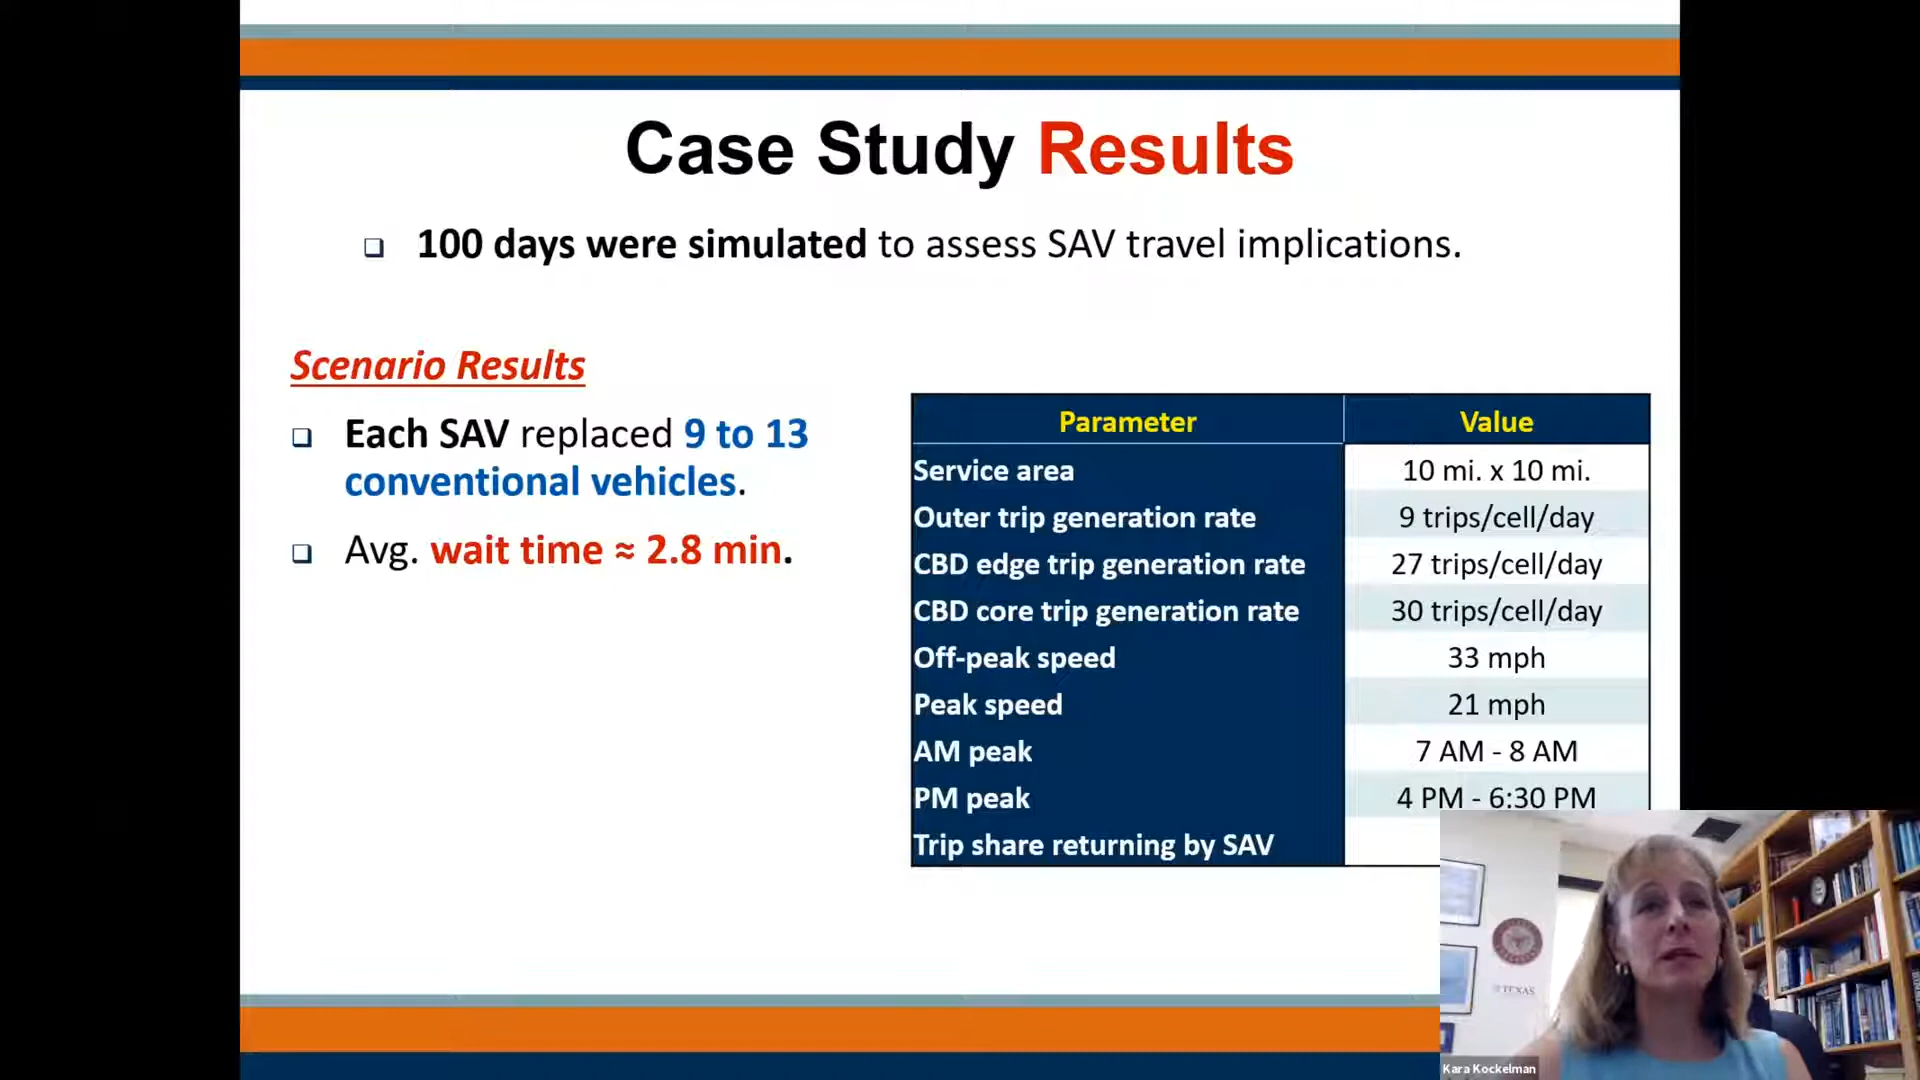 Case Study Results
❑ 100 days were simulated to assess SAV travel implications.
Scenario Results
❑ Each SAV replaced 9 to 13
conventional vehicles.
❑ Avg. wait time ≈ 2.8 min.
Parameter Value
Service area 10 mi. x 10 mi.
Outer trip generation rate 9 trips/cell/day
CBD edge trip generation rate 27 trips/cell/day
CBD core trip generation rate 30 trips/cell/day
Off-peak speed 33 mph
Peak speed 21 mph
AM peak 7 AM - 8 AM
PM peak 4 PM - 6:30 PM
Trip share returning by SAV
TEXAS
Kara Kockelman